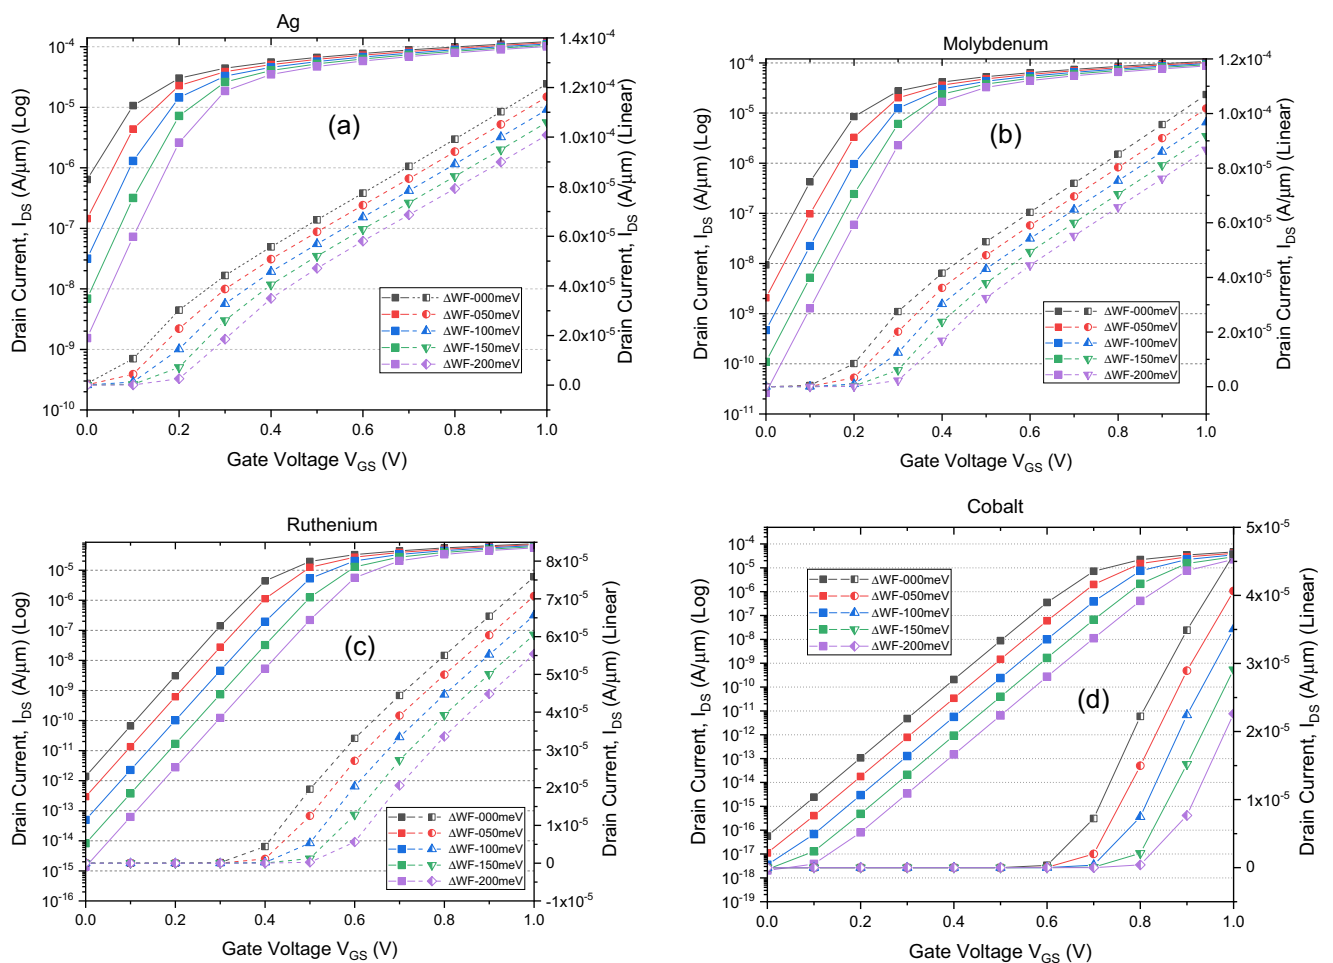 Ag
(a)
Drain Current, I_DS (A/μm) (Log)
10⁻⁴
10⁻⁵
10⁻⁶
10⁻⁷
10⁻⁸
10⁻⁹
10⁻¹⁰
1.4x10⁻⁴
1.2x10⁻⁴
1.0x10⁻⁴
8.0x10⁻⁵
6.0x10⁻⁵
4.0x10⁻⁵
2.0x10⁻⁵
0.0
Drain Current, I_DS (A/μm) (Linear)
ΔWF-000meV
ΔWF-050meV
ΔWF-100meV
ΔWF-150meV
ΔWF-200meV
0.0 0.2 0.4 0.6 0.8 1.0
Gate Voltage V_GS (V)
Molybdenum
(b)
Drain Current, I_DS (A/μm) (Log)
10⁻⁴
10⁻⁵
10⁻⁶
10⁻⁷
10⁻⁸
10⁻⁹
10⁻¹⁰
10⁻¹¹
1.2x10⁻⁴
1.0x10⁻⁴
8.0x10⁻⁵
6.0x10⁻⁵
4.0x10⁻⁵
2.0x10⁻⁵
0.0
Drain Current, I_DS (A/μm) (Linear)
ΔWF-000meV
ΔWF-050meV
ΔWF-100meV
ΔWF-150meV
ΔWF-200meV
0.0 0.2 0.4 0.6 0.8 1.0
Gate Voltage V_GS (V)
Ruthenium
(c)
Drain Current, I_DS (A/μm) (Log)
10⁻⁵
10⁻⁶
10⁻⁷
10⁻⁸
10⁻⁹
10⁻¹⁰
10⁻¹¹
10⁻¹²
10⁻¹³
10⁻¹⁴
10⁻¹⁵
10⁻¹⁶
8x10⁻⁵
7x10⁻⁵
6x10⁻⁵
5x10⁻⁵
4x10⁻⁵
3x10⁻⁵
2x10⁻⁵
1x10⁻⁵
0
-1x10⁻⁵
Drain Current, I_DS (A/μm) (Linear)
ΔWF-000meV
ΔWF-050meV
ΔWF-100meV
ΔWF-150meV
ΔWF-200meV
0.0 0.2 0.4 0.6 0.8 1.0
Gate Voltage V_GS (V)
Cobalt
(d)
Drain Current, I_DS (A/μm) (Log)
10⁻⁴
10⁻⁵
10⁻⁶
10⁻⁷
10⁻⁸
10⁻⁹
10⁻¹⁰
10⁻¹¹
10⁻¹²
10⁻¹³
10⁻¹⁴
10⁻¹⁵
10⁻¹⁶
10⁻¹⁷
10⁻¹⁸
10⁻¹⁹
5x10⁻⁵
4x10⁻⁵
3x10⁻⁵
2x10⁻⁵
1x10⁻⁵
0
Drain Current, I_DS (A/μm) (Linear)
ΔWF-000meV
ΔWF-050meV
ΔWF-100meV
ΔWF-150meV
ΔWF-200meV
0.0 0.2 0.4 0.6 0.8 1.0
Gate Voltage V_GS (V)